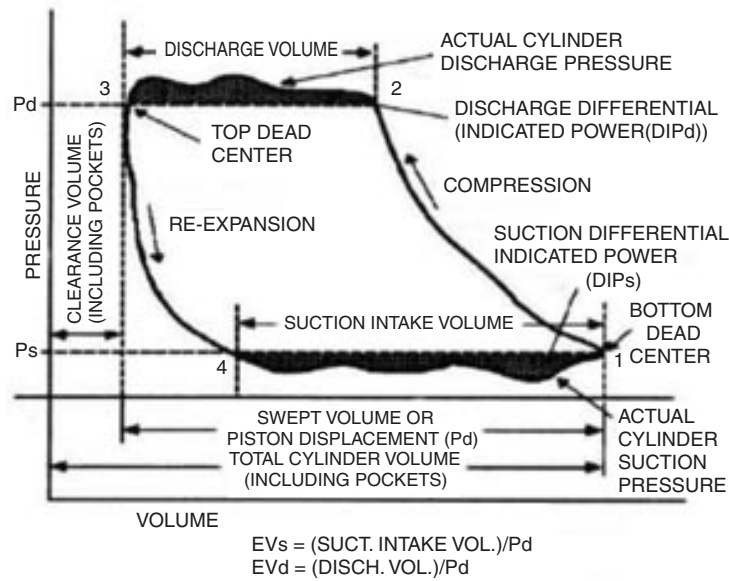 DISCHARGE VOLUME
ACTUAL CYLINDER
DISCHARGE PRESSURE
3
2
Pd
TOP DEAD
CENTER
DISCHARGE DIFFERENTIAL
(INDICATED POWER(DIPd))
COMPRESSION
PRESSURE
CLEARANCE VOLUME
(INCLUDING POCKETS)
RE-EXPANSION
SUCTION DIFFERENTIAL
INDICATED POWER
(DIPs)
SUCTION INTAKE VOLUME
BOTTOM
DEAD
CENTER
Ps
4
1
SWEPT VOLUME OR
PISTON DISPLACEMENT (Pd)
TOTAL CYLINDER VOLUME
(INCLUDING POCKETS)
ACTUAL
CYLINDER
SUCTION
PRESSURE
VOLUME
EVs = (SUCT. INTAKE VOL.)/Pd
EVd = (DISCH. VOL.)/Pd